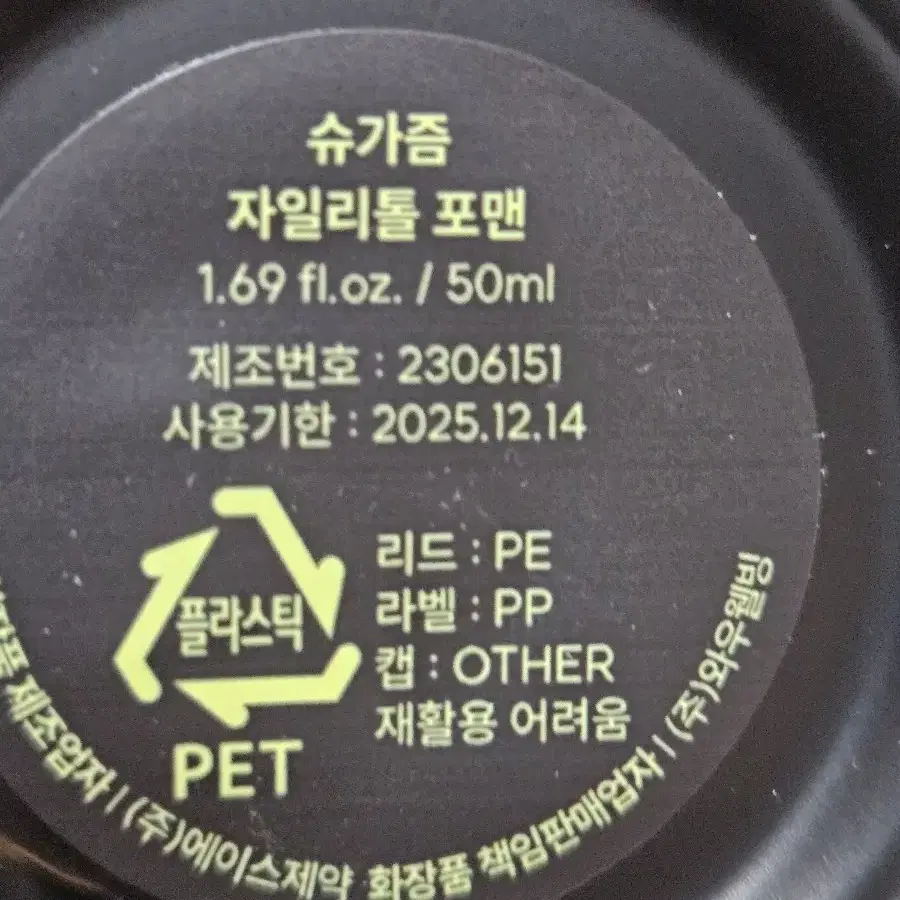 슈가즘
자일리톨 포맨
1.69 fl.oz. / 50ml
제조번호 : 2306151
사용기한 : 2025.12.14
플라스틱
PET
리드 : PE
라벨 : PP
캡 : OTHER
재활용 어려움
제조업자 | (주)에이스제약 화장품 책임판매업자 | (주)와우웰빙